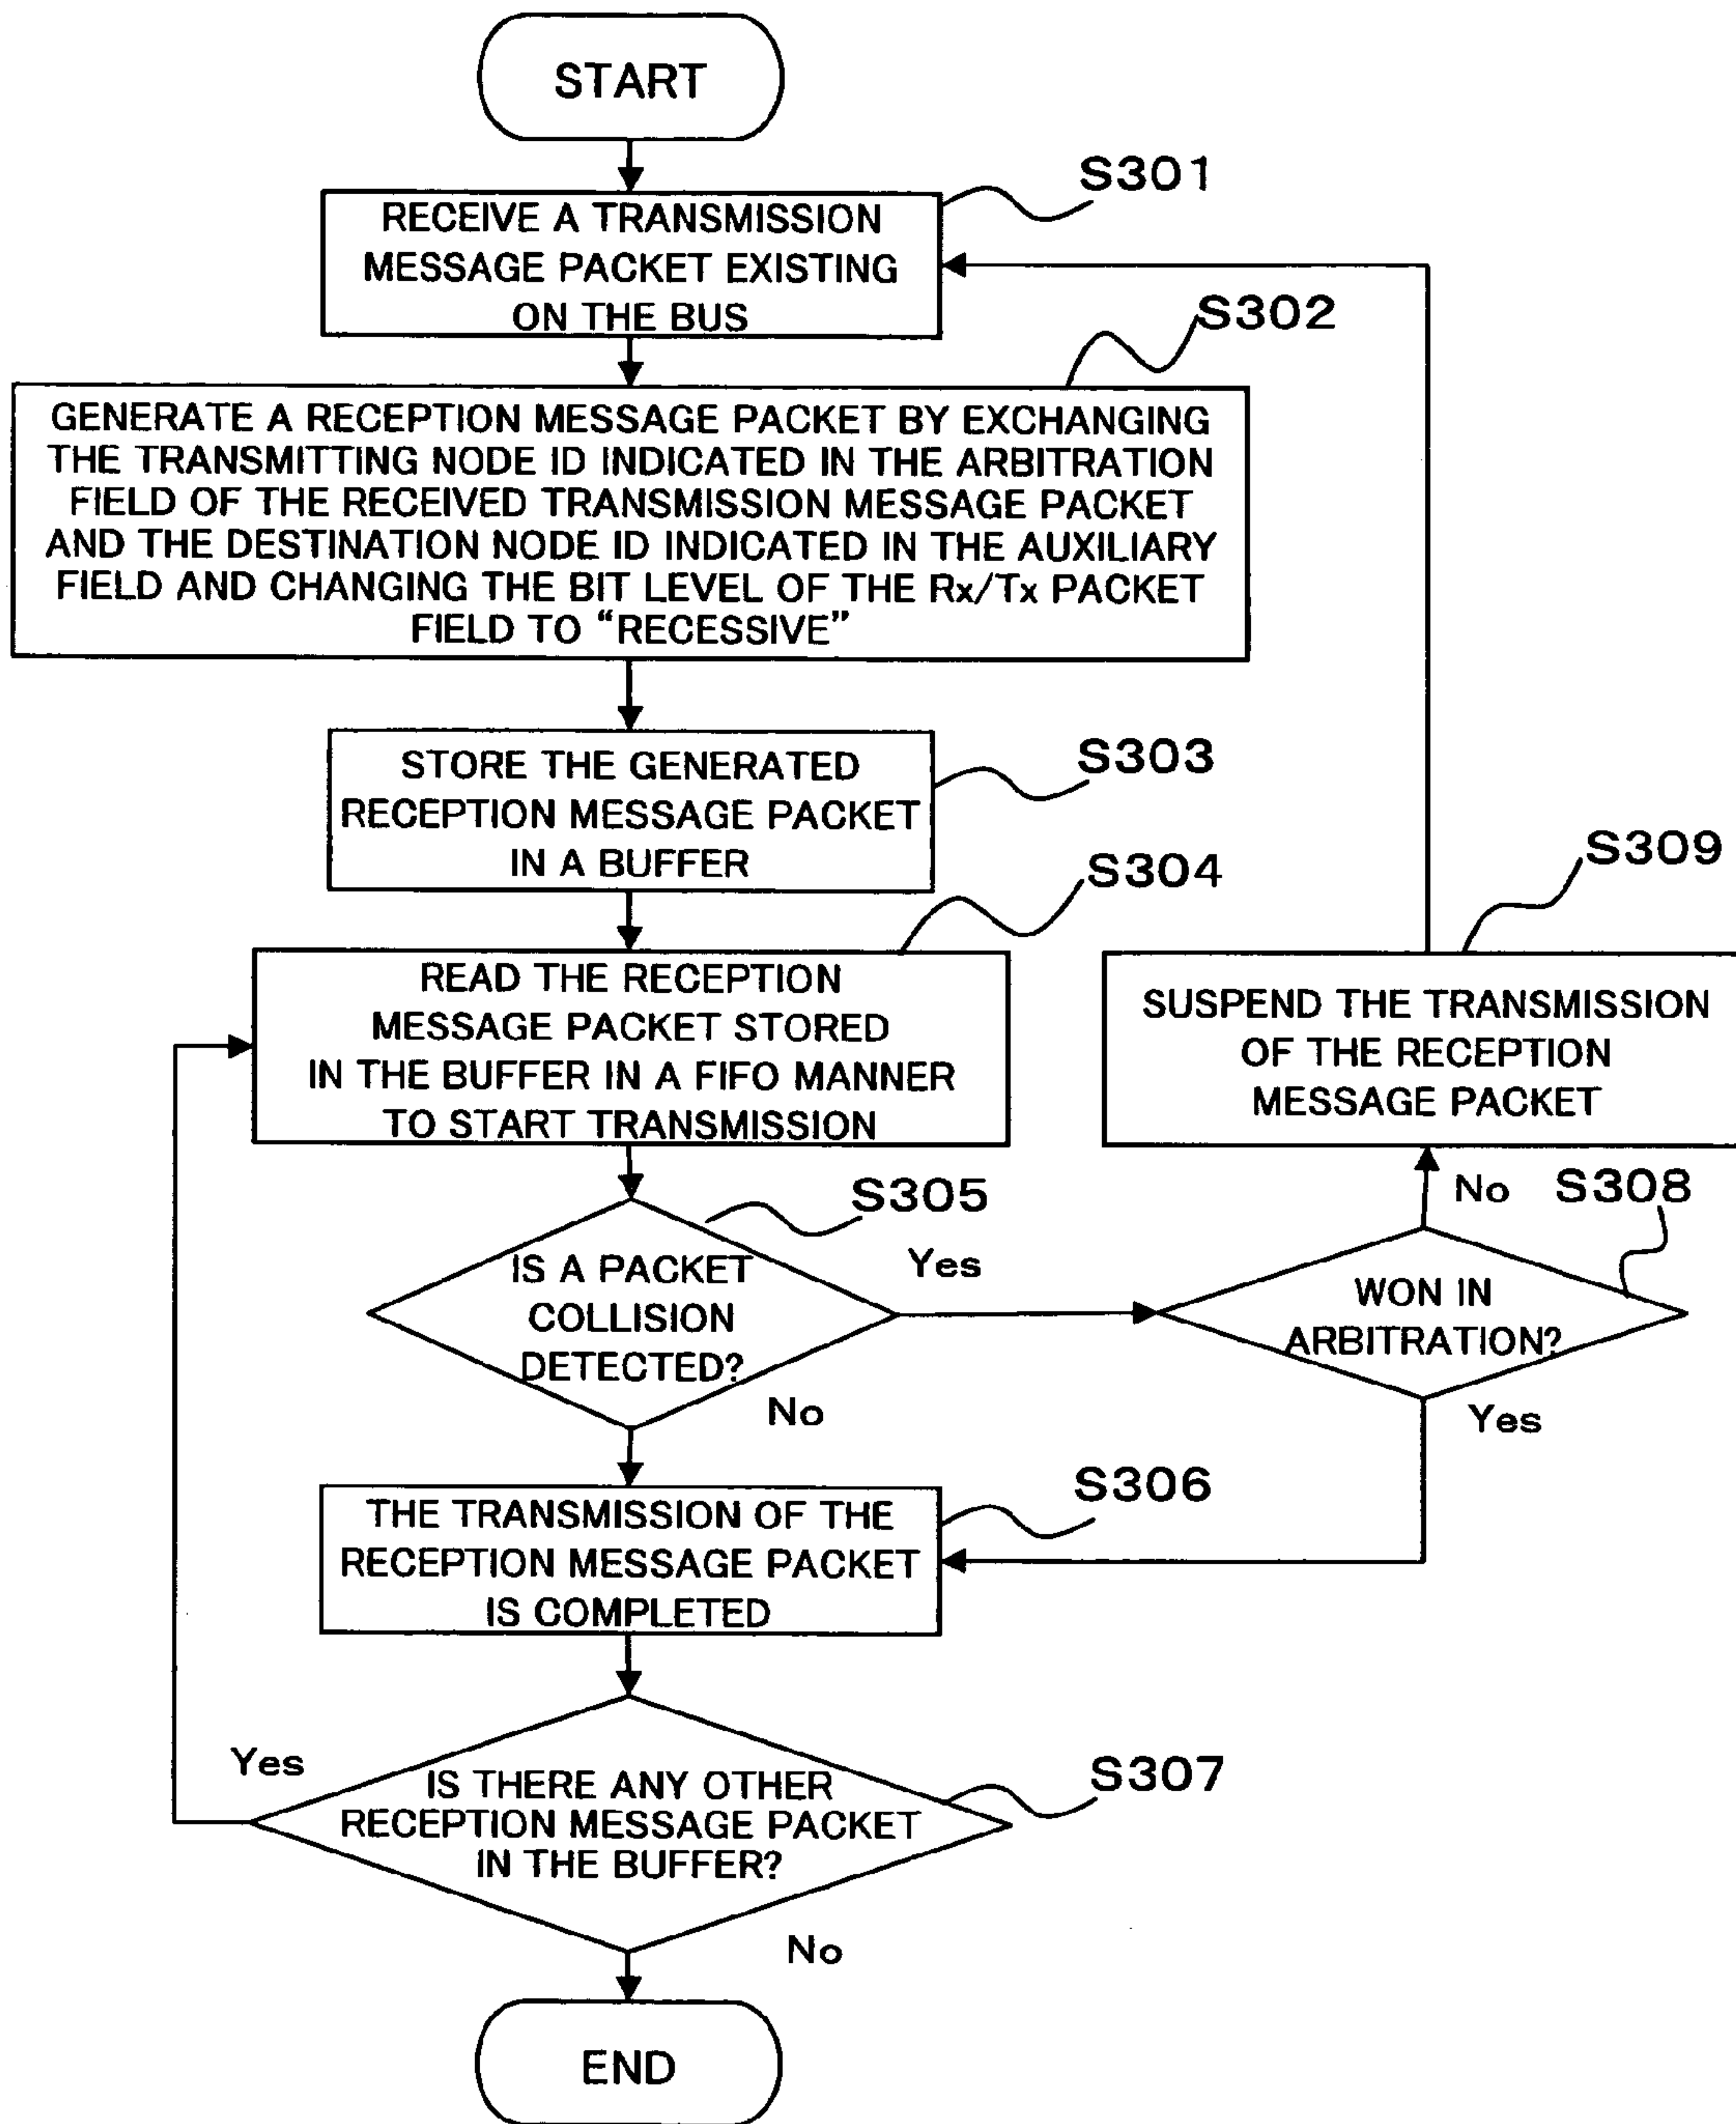 START
S301
RECEIVE A TRANSMISSION
MESSAGE PACKET EXISTING
ON THE BUS
S302
GENERATE A RECEPTION MESSAGE PACKET BY EXCHANGING
THE TRANSMITTING NODE ID INDICATED IN THE ARBITRATION
FIELD OF THE RECEIVED TRANSMISSION MESSAGE PACKET
AND THE DESTINATION NODE ID INDICATED IN THE AUXILIARY
FIELD AND CHANGING THE BIT LEVEL OF THE Rx/Tx PACKET
FIELD TO “RECESSIVE”
S303
STORE THE GENERATED
RECEPTION MESSAGE PACKET
IN A BUFFER
S304
READ THE RECEPTION
MESSAGE PACKET STORED
IN THE BUFFER IN A FIFO MANNER
TO START TRANSMISSION
S309
SUSPEND THE TRANSMISSION
OF THE RECEPTION
MESSAGE PACKET
S305
IS A PACKET
COLLISION
DETECTED?
Yes
No
No
S308
WON IN
ARBITRATION?
Yes
S306
THE TRANSMISSION OF THE
RECEPTION MESSAGE PACKET
IS COMPLETED
Yes
S307
IS THERE ANY OTHER
RECEPTION MESSAGE PACKET
IN THE BUFFER?
No
END